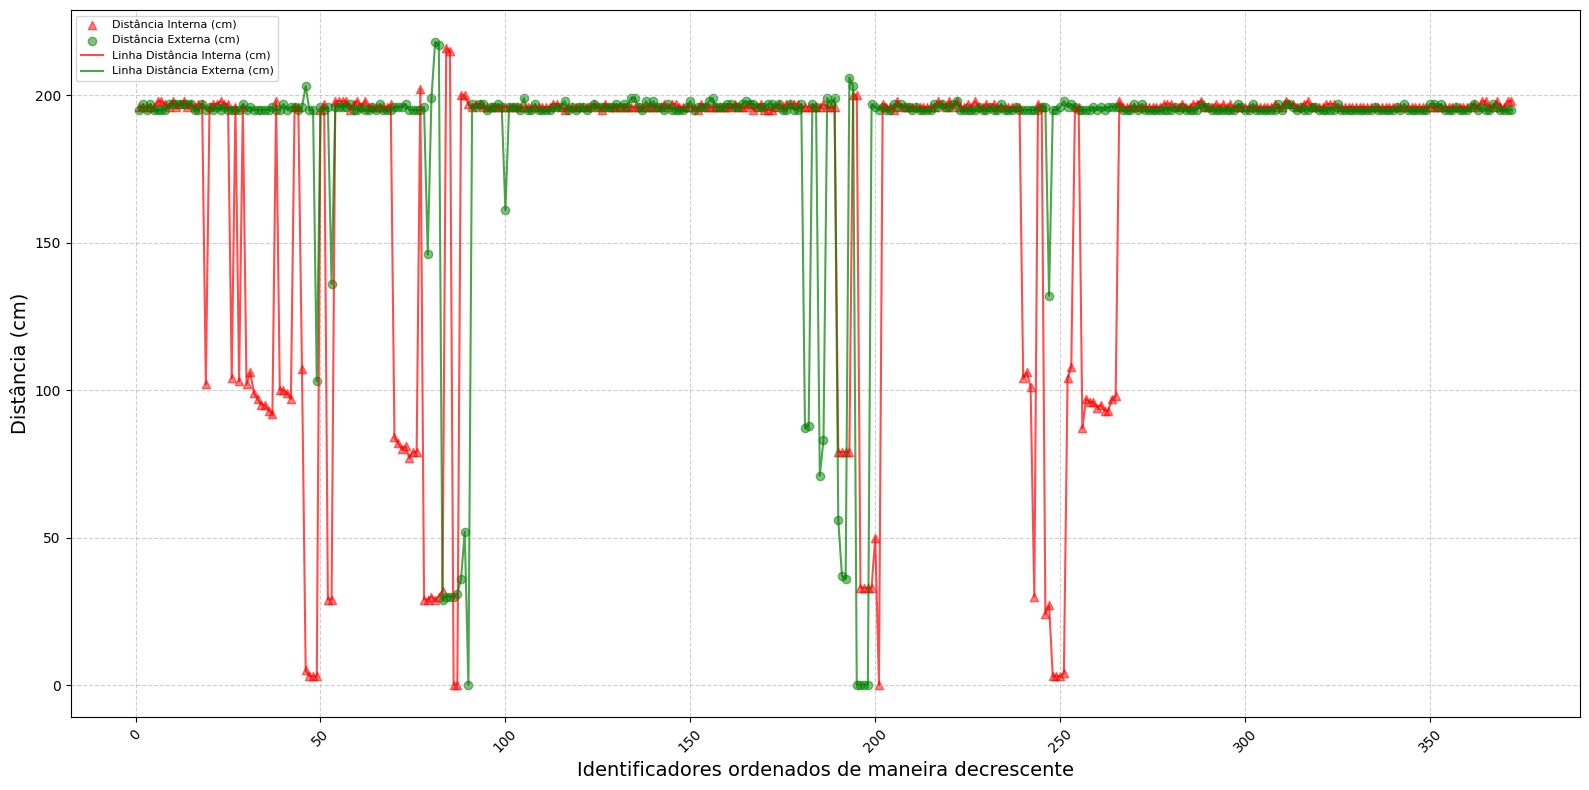 Distância Interna (cm)
Distância Externa (cm)
Linha Distância Interna (cm)
Linha Distância Externa (cm)
200
150
100
50
0
Distância (cm)
0 50 100 150 200 250 300 350
Identificadores ordenados de maneira decrescente